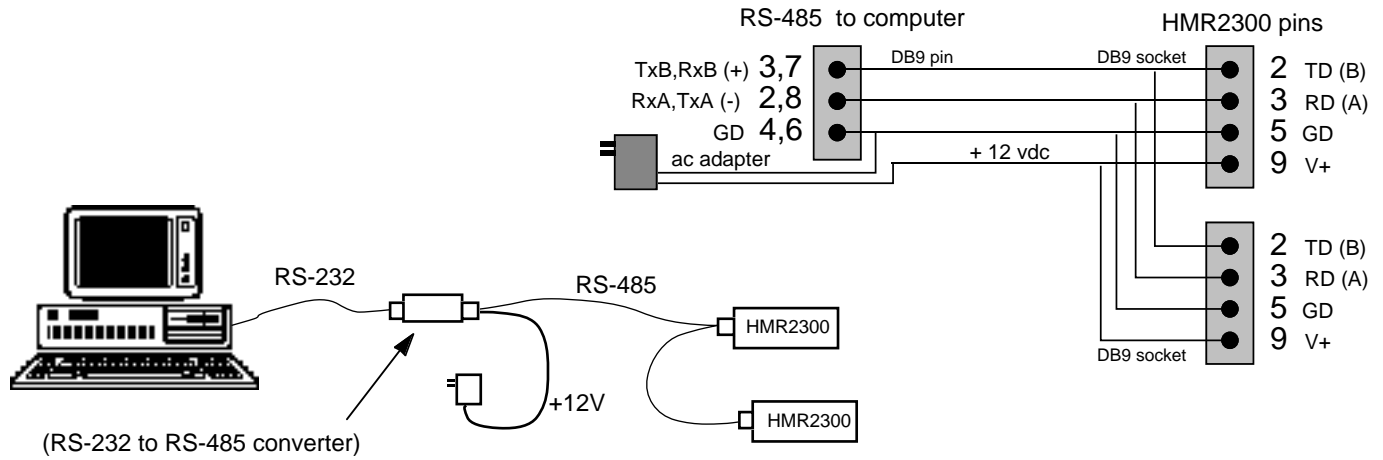 RS-485 to computer
HMR2300 pins
TxB,RxB (+) 3,7
DB9 pin
DB9 socket
2 TD (B)
RxA,TxA (-) 2,8
3 RD (A)
GD 4,6
5 GD
ac adapter
+ 12 vdc
9 V+
2 TD (B)
3 RD (A)
5 GD
9 V+
DB9 socket
RS-232
RS-485
HMR2300
+12V
HMR2300
(RS-232 to RS-485 converter)